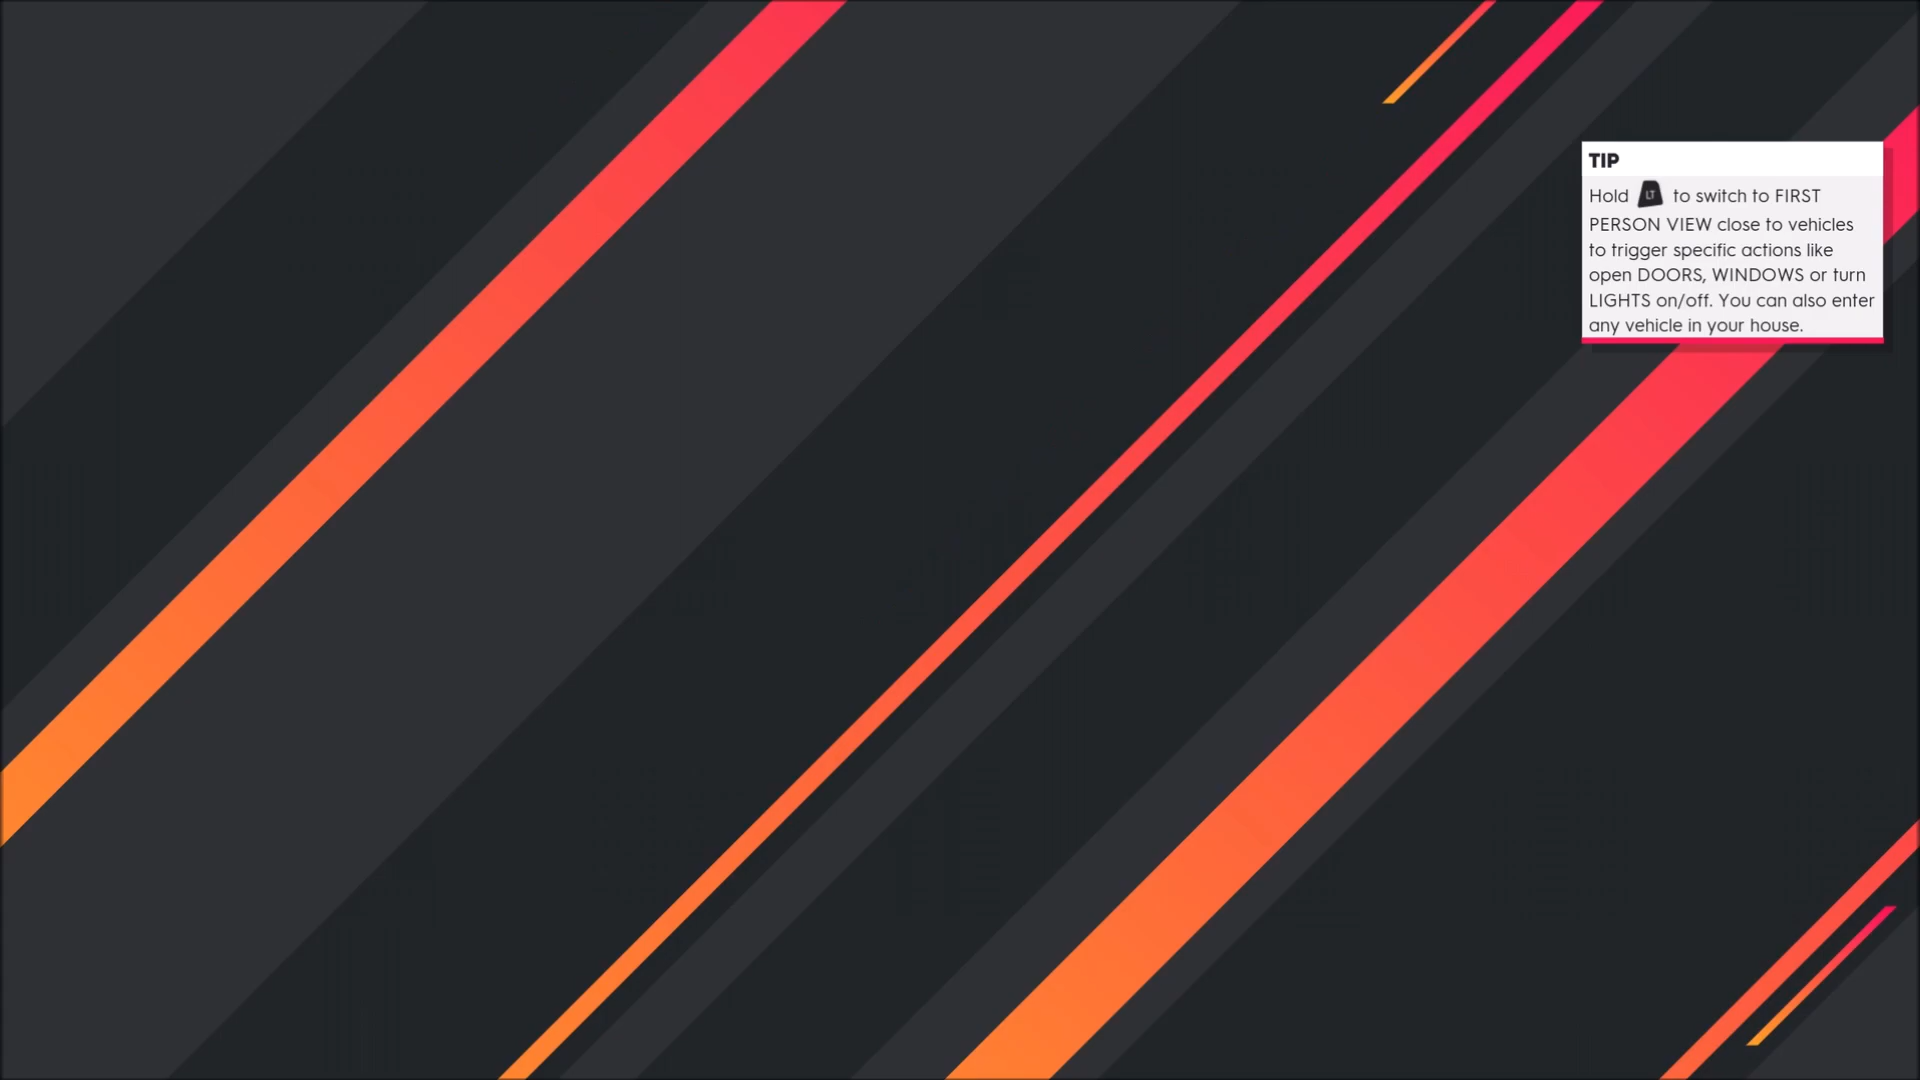 TIP
Hold LT to switch to FIRST
PERSON VIEW close to vehicles
to trigger specific actions like
open DOORS, WINDOWS or turn
LIGHTS on/off. You can also enter
any vehicle in your house.